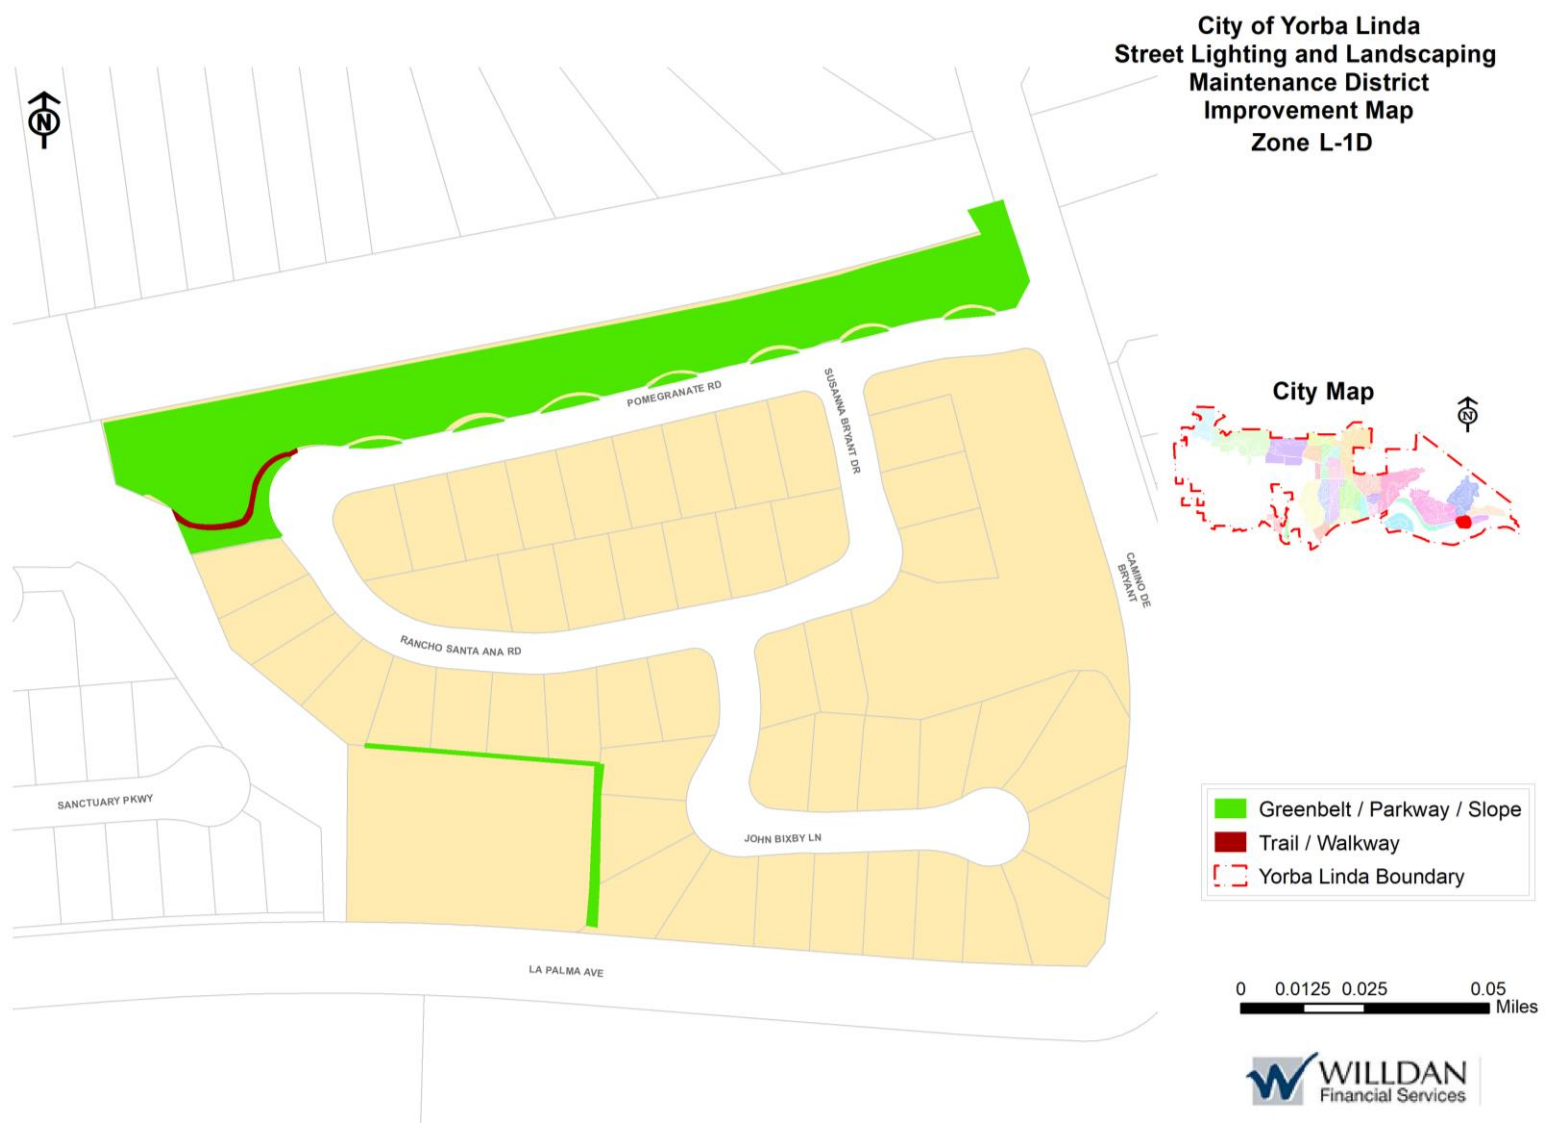 City of Yorba Linda
Street Lighting and Landscaping
Maintenance District
Improvement Map
Zone L-1D
N
POMEGRANATE RD
SUSANNA BRYANT DR
CAMINO DE
BRYANT
RANCHO SANTA ANA RD
SANCTUARY PKWY
JOHN BIXBY LN
LA PALMA AVE
City Map
N
Greenbelt / Parkway / Slope
Trail / Walkway
Yorba Linda Boundary
0 0.0125 0.025 0.05
Miles
WILLDAN
Financial Services